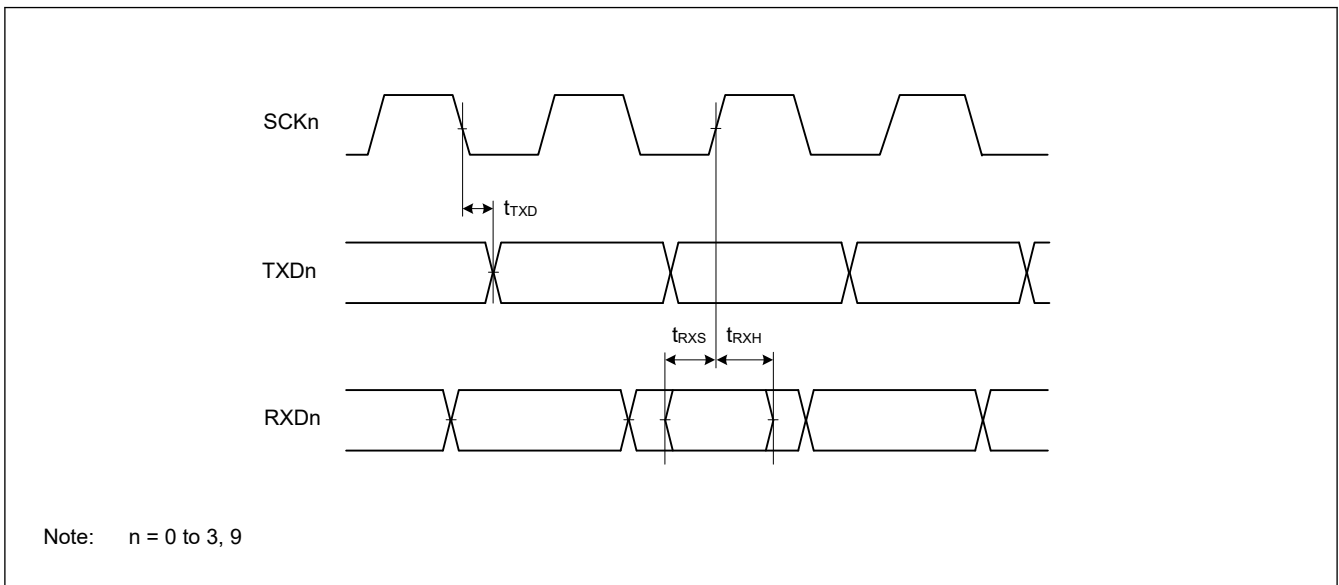 SCKn
tTXD
TXDn
tRXS tRXH
RXDn
Note: n = 0 to 3, 9